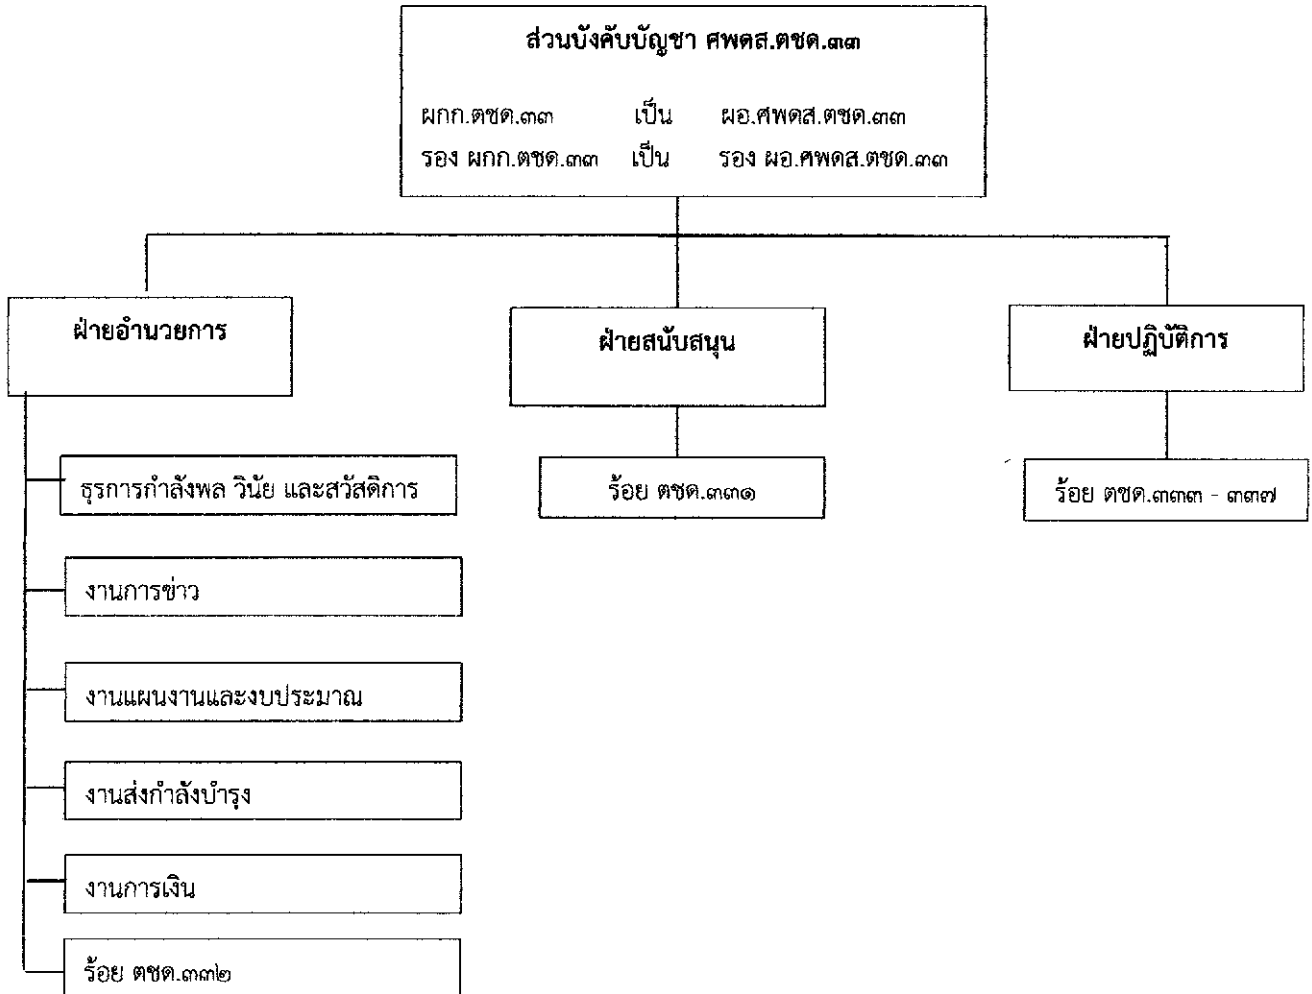 ส่วนบังคับบัญชา ศพดส.ตชด.๓๓
ผกก.ตชด.๓๓ เป็น ผอ.ศพดส.ตชด.๓๓
รอง ผกก.ตชด.๓๓ เป็น รอง ผอ.ศพดส.ตชด.๓๓
ฝ่ายอำนวยการ
ฝ่ายสนับสนุน
ฝ่ายปฏิบัติการ
ธุรการกำลังพล วินัย และสวัสดิการ
ร้อย ตชด.๓๓๑
ร้อย ตชด.๓๓๓ - ๓๓๗
งานการข่าว
งานแผนงานและงบประมาณ
งานส่งกำลังบำรุง
งานการเงิน
ร้อย ตชด.๓๓๒